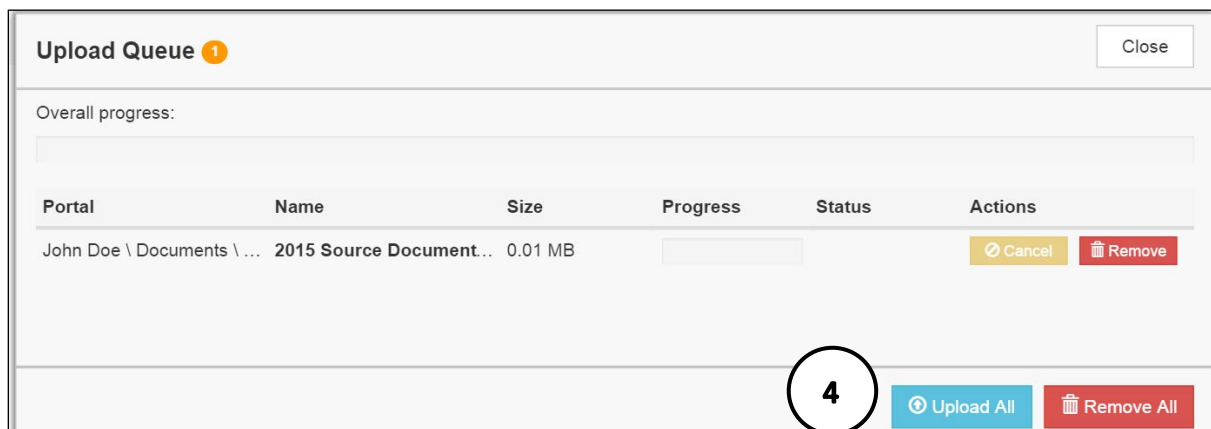 Upload Queue 1
Close
Overall progress:
Portal Name Size Progress Status Actions
John Doe \ Documents \ ... 2015 Source Document... 0.01 MB Cancel Remove
4 Upload All Remove All